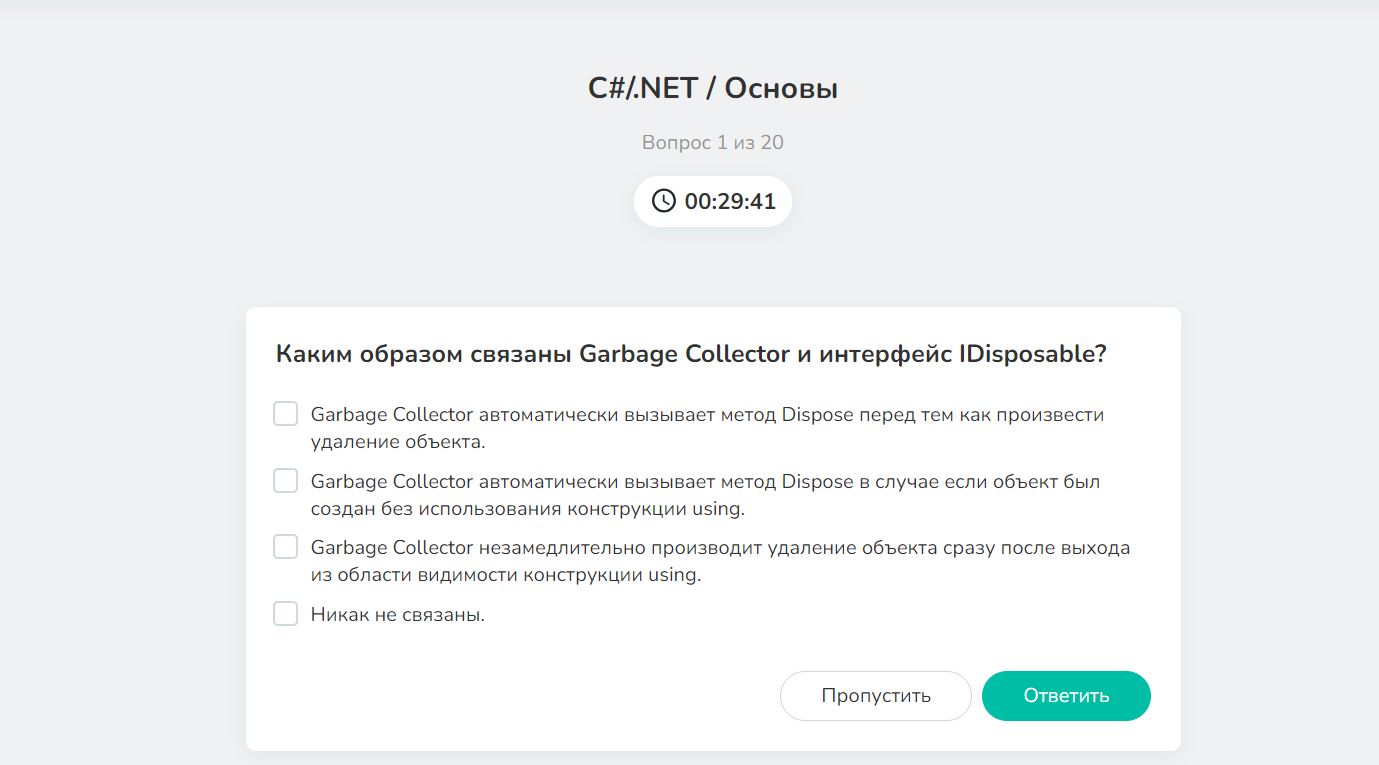 C#/.NET / Основы
Вопрос 1 из 20
00:29:41
Каким образом связаны Garbage Collector и интерфейс IDisposable?
Garbage Collector автоматически вызывает метод Dispose перед тем как произвести
удаление объекта.
Garbage Collector автоматически вызывает метод Dispose в случае если объект был
создан без использования конструкции using.
Garbage Collector незамедлительно производит удаление объекта сразу после выхода
из области видимости конструкции using.
Никак не связаны.
Пропустить
Ответить